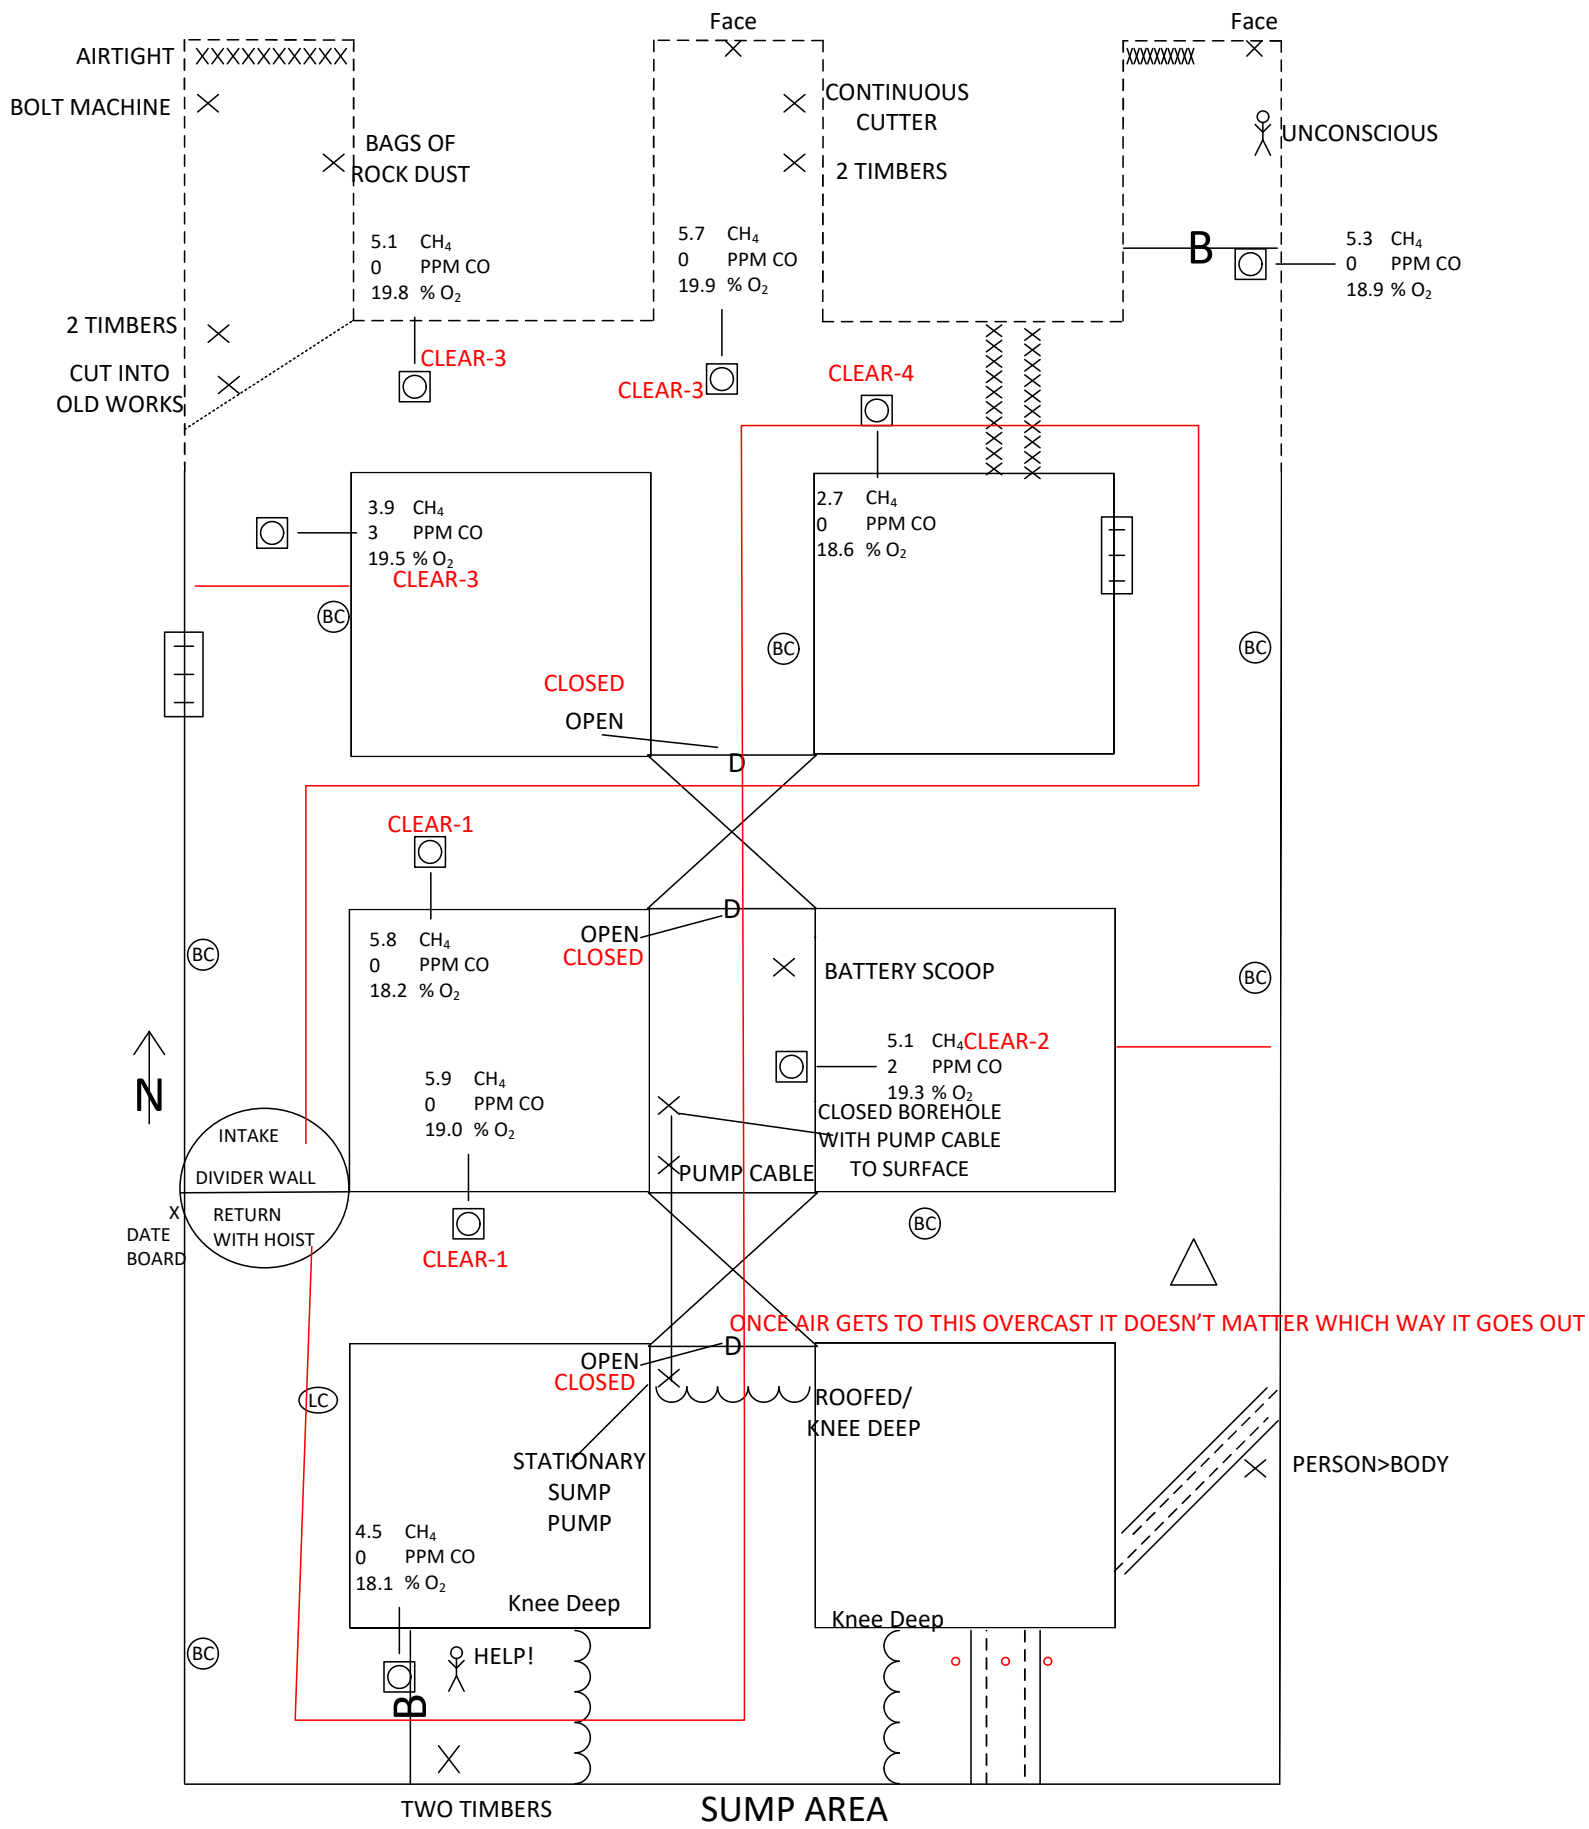 Face
Face
AIRTIGHT
XXXXXXXXXX
XXXXXXXXX
BOLT MACHINE
CONTINUOUS
CUTTER
BAGS OF
ROCK DUST
2 TIMBERS
UNCONSCIOUS
5.1 CH₄
0 PPM CO
19.8 % O₂
5.7 CH₄
0 PPM CO
19.9 % O₂
B
5.3 CH₄
0 PPM CO
18.9 % O₂
2 TIMBERS
CUT INTO
OLD WORKS
CLEAR-3
CLEAR-3
CLEAR-4
3.9 CH₄
3 PPM CO
19.5 % O₂
CLEAR-3
2.7 CH₄
0 PPM CO
18.6 % O₂
BC
BC
BC
CLOSED
OPEN
D
CLEAR-1
D
OPEN
CLOSED
5.8 CH₄
0 PPM CO
18.2 % O₂
BC
BATTERY SCOOP
BC
5.1 CH₄ CLEAR-2
2 PPM CO
19.3 % O₂
5.9 CH₄
0 PPM CO
19.0 % O₂
N
CLOSED BOREHOLE
WITH PUMP CABLE
TO SURFACE
PUMP CABLE
INTAKE
DIVIDER WALL
RETURN
WITH HOIST
X
DATE
BOARD
CLEAR-1
BC
ONCE AIR GETS TO THIS OVERCAST IT DOESN'T MATTER WHICH WAY IT GOES OUT
D
OPEN
CLOSED
LC
ROOFED/
KNEE DEEP
STATIONARY
SUMP
PUMP
PERSON>BODY
4.5 CH₄
0 PPM CO
18.1 % O₂
Knee Deep
Knee Deep
BC
HELP!
B
TWO TIMBERS
SUMP AREA